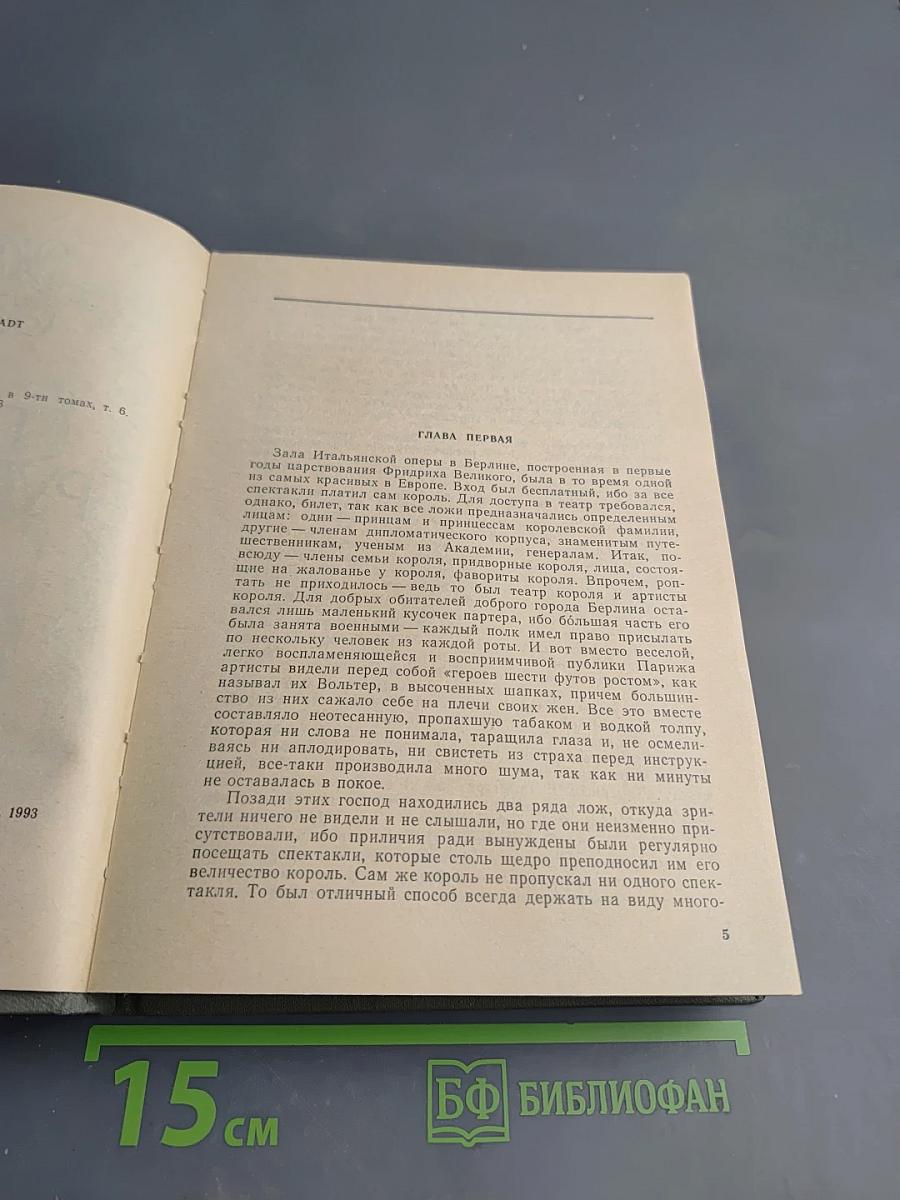 ADT
в 9-ти томах, т. 6.
3
1993
ГЛАВА ПЕРВАЯ
Зала Итальянской оперы в Берлине, построенная в первые
годы царствования Фридриха Великого, была в то время одной
из самых красивых в Европе. Вход был бесплатный, ибо за все
спектакли платил сам король. Для доступа в театр требовался,
однако, билет, так как все ложи предназначались определенным
лицам: одни — принцам и принцессам королевской фамилии,
другие — членам дипломатического корпуса, знаменитым путе-
шественникам, ученым из Академии, генералам. Итак, по-
всюду — члены семьи короля, придворные короля, лица, состоя-
щие на жалованье у короля, фавориты короля. Впрочем, роп-
тать не приходилось — ведь то был театр короля и артисты
короля. Для добрых обитателей доброго города Берлина оста-
вался лишь маленький кусочек партера, ибо бо́льшая часть его
была занята военными — каждый полк имел право присылать
по нескольку человек из каждой роты. И вот вместо веселой,
легко воспламеняющейся и восприимчивой публики Парижа
артисты видели перед собой «героев шести футов ростом», как
называл их Вольтер, в высоченных шапках, причем большин-
ство из них сажало себе на плечи своих жен. Все это вместе
составляло неотесанную, пропахшую табаком и водкой толпу,
которая ни слова не понимала, таращила глаза и, не осмели-
ваясь ни аплодировать, ни свистеть из страха перед инструк-
цией, все-таки производила много шума, так как ни минуты
не оставалась в покое.
Позади этих господ находились два ряда лож, откуда зри-
тели ничего не видели и не слышали, но где они неизменно при-
сутствовали, ибо приличия ради вынуждены были регулярно
посещать спектакли, которые столь щедро преподносил им его
величество король. Сам же король не пропускал ни одного спек-
такля. То был отличный способ всегда держать на виду много-
5
15 см
БФ БИБЛИОФАН